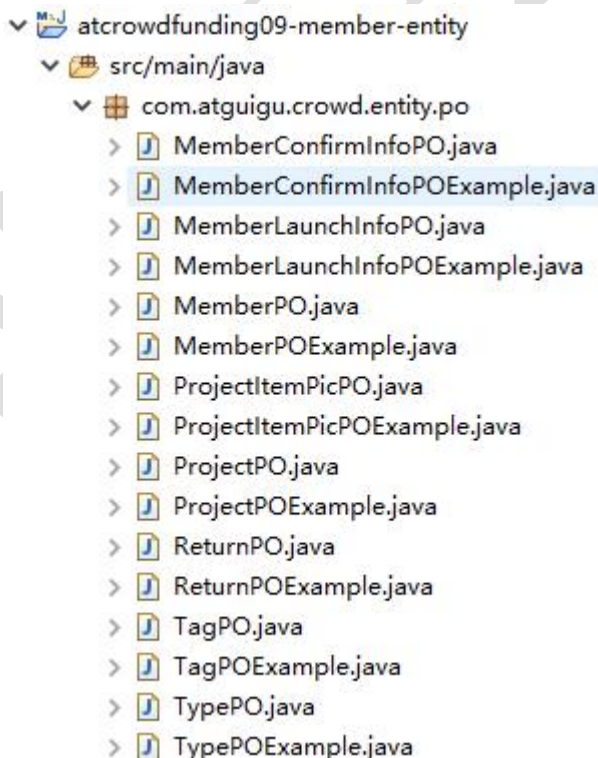 atcrowdfunding09-member-entity
src/main/java
com.atguigu.crowd.entity.po
MemberConfirmInfoPO.java
MemberConfirmInfoPOExample.java
MemberLaunchInfoPO.java
MemberLaunchInfoPOExample.java
MemberPO.java
MemberPOExample.java
ProjectItemPicPO.java
ProjectItemPicPOExample.java
ProjectPO.java
ProjectPOExample.java
ReturnPO.java
ReturnPOExample.java
TagPO.java
TagPOExample.java
TypePO.java
TypePOExample.java